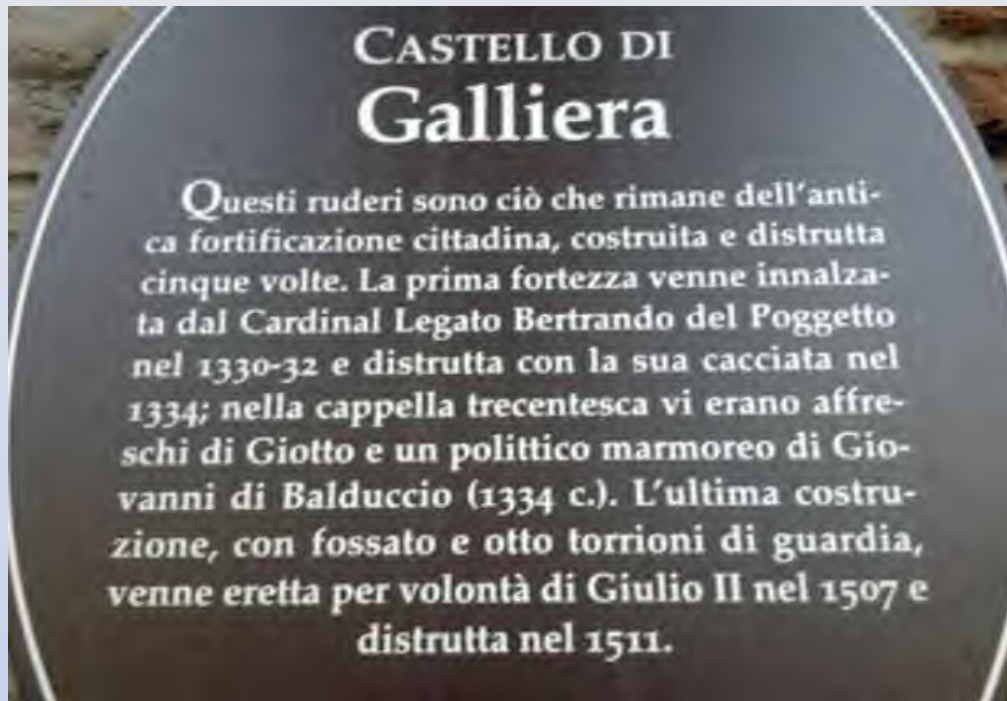 CASTELLO DI
Galliera
Questi ruderi sono ciò che rimane dell'anti-
ca fortificazione cittadina, costruita e distrutta
cinque volte. La prima fortezza venne innalza-
ta dal Cardinal Legato Bertrando del Poggetto
nel 1330-32 e distrutta con la sua cacciata nel
1334; nella cappella trecentesca vi erano affre-
schi di Giotto e un polittico marmoreo di Gio-
vanni di Balduccio (1334 c.). L'ultima costru-
zione, con fossato e otto torrioni di guardia,
venne eretta per volontà di Giulio II nel 1507 e
distrutta nel 1511.